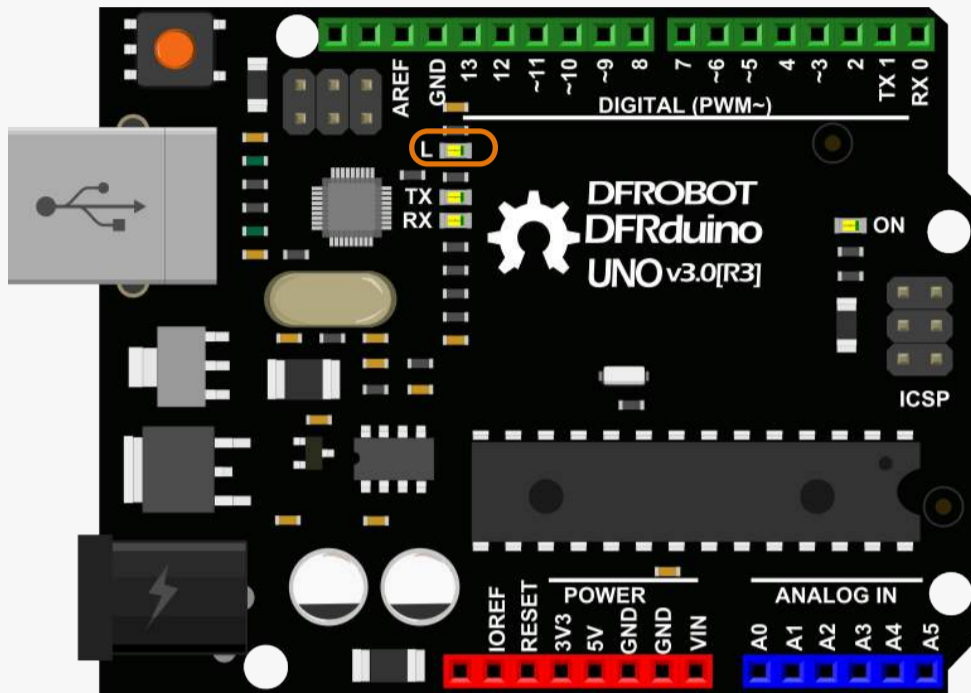 AREF
GND
13
12
~11
~10
~9
8
7
~6
~5
4
~3
2
TX 1
RX 0
DIGITAL (PWM~)
L
TX
RX
DFROBOT
DFRduino
UNO v3.0[R3]
ON
ICSP
POWER
ANALOG IN
IOREF
RESET
3V3
5V
GND
GND
VIN
A0
A1
A2
A3
A4
A5